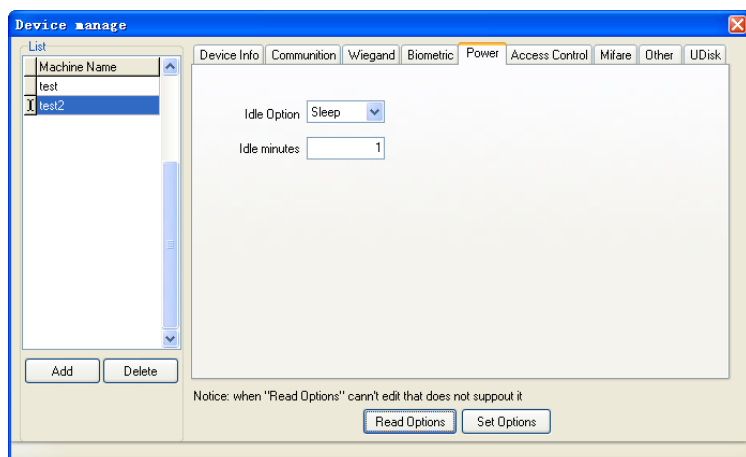 Device manage
List
Machine Name
test
test2
Add
Delete
Device Info
Communition
Wiegand
Biometric
Power
Access Control
Mifare
Other
UDisk
Idle Option
Sleep
Idle minutes
1
Notice: when "Read Options" cann't edit that does not suppout it
Read Options
Set Options